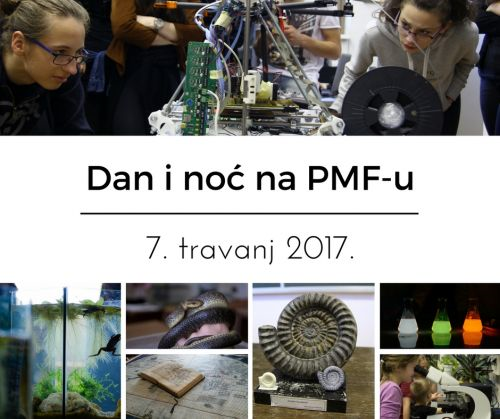 Dan i noć na PMF-u
7. travanj 2017.